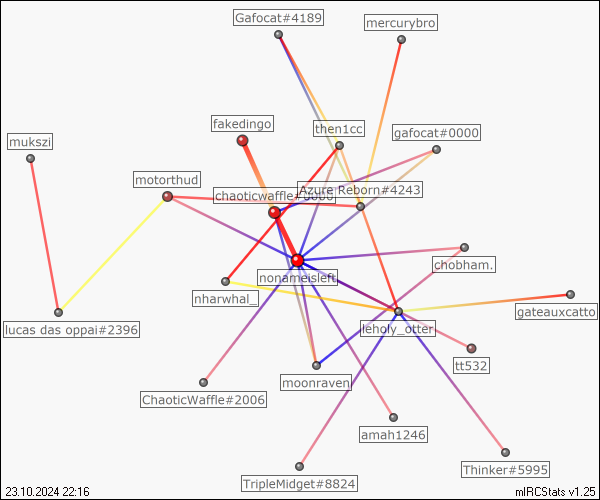 Gafocat#4189
mercurybro
fakedingo
then1cc
gafocat#0000
mukszi
motorthud
Azure Reborn#4243
chaoticwaffle#0000
chobham.
nonameisleft
nharwhal_
gateauxcatto
lucas das oppai#2396
leholy_otter
tt532
moonraven
ChaoticWaffle#2006
amah1246
Thinker#5995
TripleMidget#8824
23.10.2024 22:16
mIRCStats v1.25